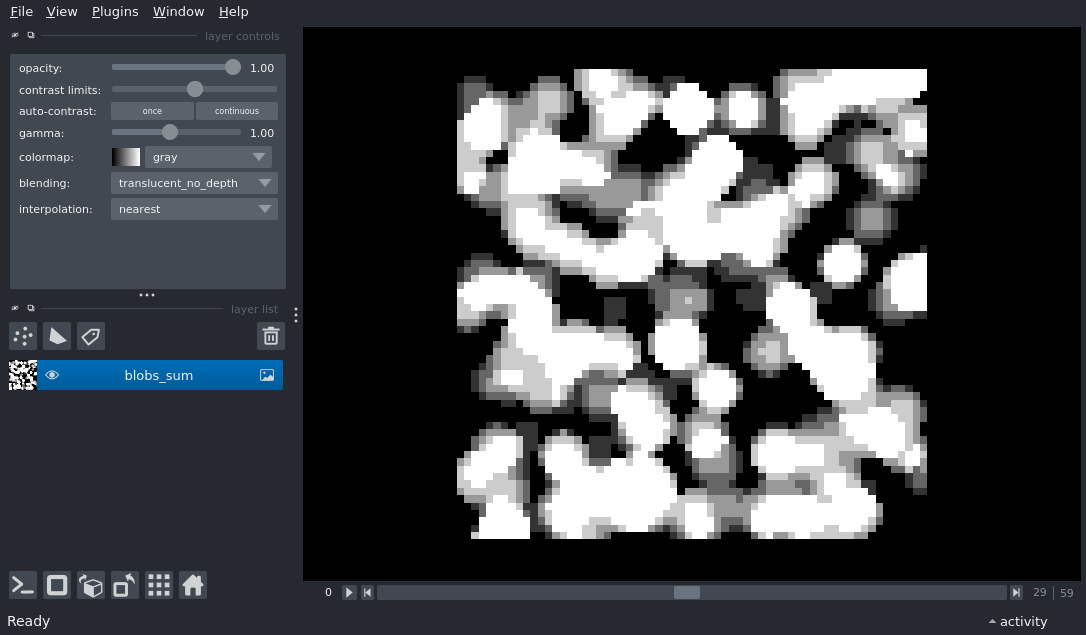 File View Plugins Window Help
layer controls
opacity: 1.00
contrast limits:
auto-contrast: once continuous
gamma: 1.00
colormap: gray
blending: translucent_no_depth
interpolation: nearest
layer list
blobs_sum
0 29 59
Ready activity